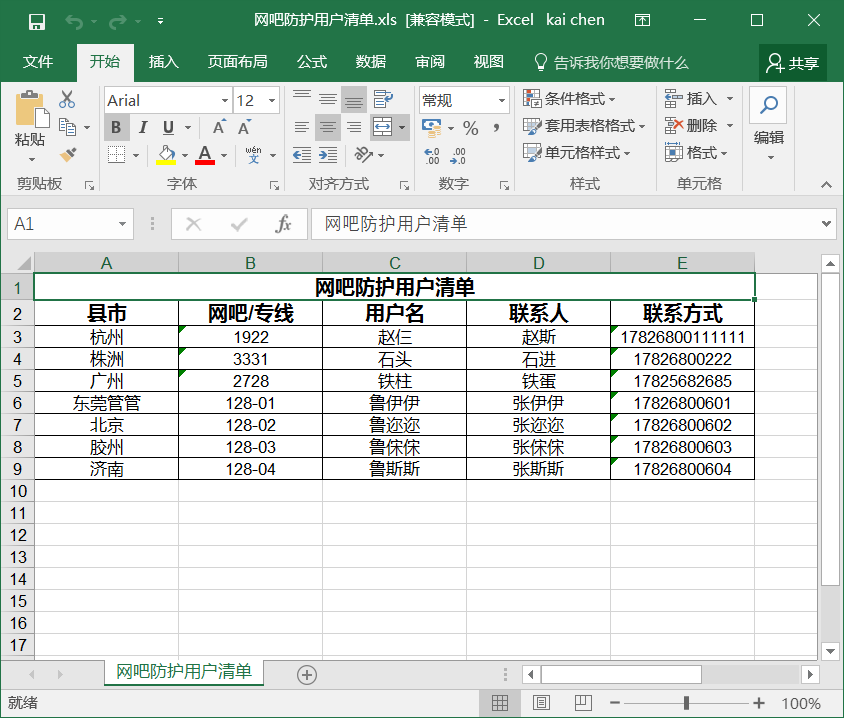 网吧防护用户清单.xls [兼容模式] - Excel kai chen
文件 开始 插入 页面布局 公式 数据 审阅 视图 告诉我你想要做什么 共享
Arial 12 常规 条件格式 插入
粘贴 B I U A A % , 套用表格格式 删除 编辑
A wén 文 .00 .00 单元格样式 格式
剪贴板 字体 对齐方式 数字 样式 单元格
A1 fx 网吧防护用户清单
A B C D E
1 网吧防护用户清单
2 县市 网吧/专线 用户名 联系人 联系方式
3 杭州 1922 赵仨 赵斯 17826800111111
4 株洲 3331 石头 石进 17826800222
5 广州 2728 铁柱 铁蛋 17825682685
6 东莞管管 128-01 鲁伊伊 张伊伊 17826800601
7 北京 128-02 鲁迩迩 张迩迩 17826800602
8 胶州 128-03 鲁俕俕 张俕俕 17826800603
9 济南 128-04 鲁斯斯 张斯斯 17826800604
10
11
12
13
14
15
16
17
网吧防护用户清单
就绪 100%